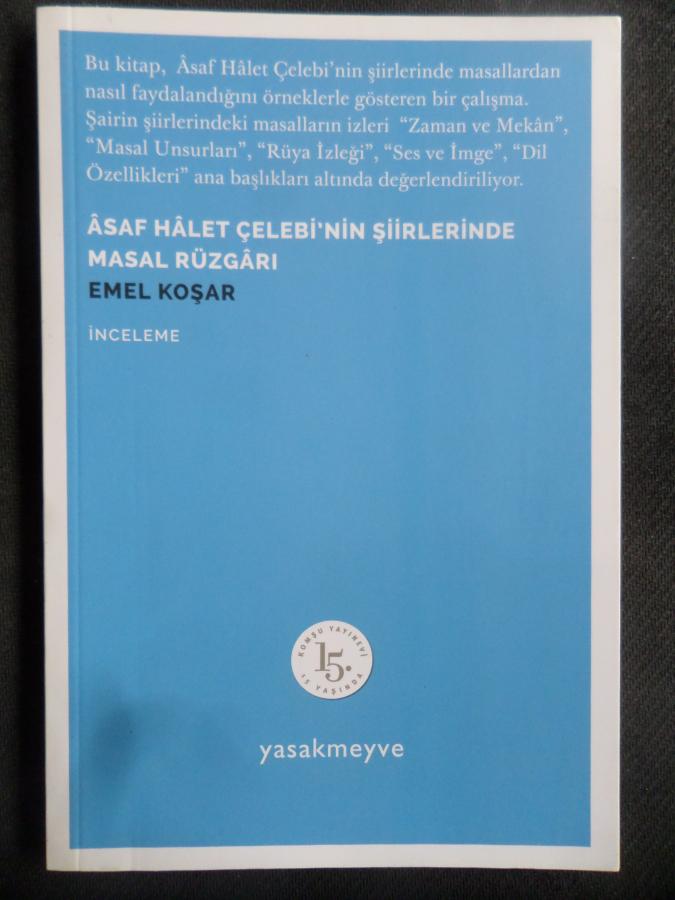 Bu kitap, Âsaf Hâlet Çelebi'nin şiirlerinde masallardan
nasıl faydalandığını örneklerle gösteren bir çalışma.
Şairin şiirlerindeki masalların izleri “Zaman ve Mekân”,
“Masal Unsurları”, “Rüya İzleği”, “Ses ve İmge”, “Dil
Özellikleri” ana başlıkları altında değerlendiriliyor.
ÂSAF HÂLET ÇELEBİ'NİN ŞİİRLERİNDE
MASAL RÜZGÂRI
EMEL KOŞAR
İNCELEME
KOMŞU YAYINEVİ
15.
15 YAŞINDA
yasakmeyve